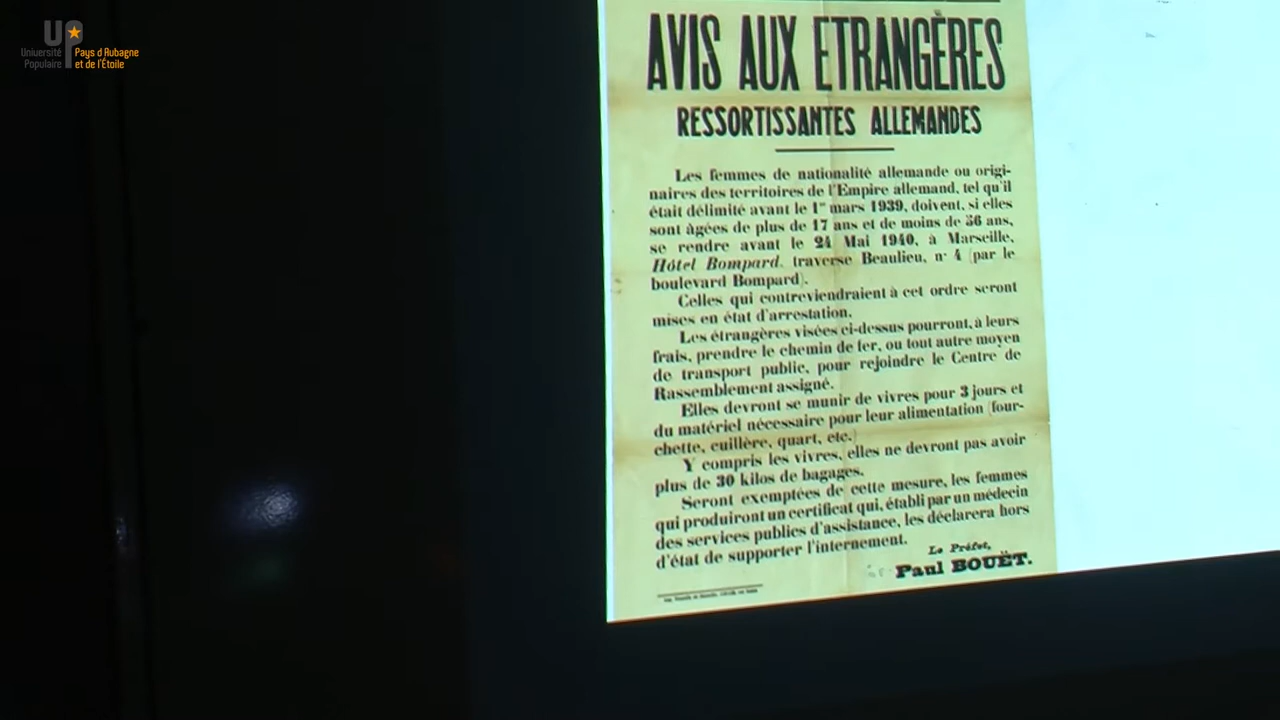 UP
Université
Populaire
Pays d'Aubagne
et de l'Étoile
AVIS AUX ETRANGÈRES
RESSORTISSANTES ALLEMANDES
Les femmes de nationalité allemande ou origi-
naires des territoires de l'Empire allemand, tel qu'il
était délimité avant le 1er mars 1939, doivent, si elles
sont âgées de plus de 17 ans et de moins de 56 ans,
se rendre avant le 24 Mai 1940, à Marseille,
Hôtel Bompard, traverse Beaulieu, n° 4 (par le
boulevard Bompard).
Celles qui contreviendraient à cet ordre seront
mises en état d'arrestation.
Les étrangères visées ci-dessus pourront, à leurs
frais, prendre le chemin de fer, ou tout autre moyen
de transport public, pour rejoindre le Centre de
Rassemblement assigné.
Elles devront se munir de vivres pour 3 jours et
du matériel nécessaire pour leur alimentation (four-
chette, cuillère, quart, etc.)
Y compris les vivres, elles ne devront pas avoir
plus de 30 kilos de bagages.
Seront exemptées de cette mesure, les femmes
qui produiront un certificat qui, établi par un médecin
des services publics d'assistance, les déclarera hors
d'état de supporter l'internement.
Le Préfet,
Paul BOUËT.